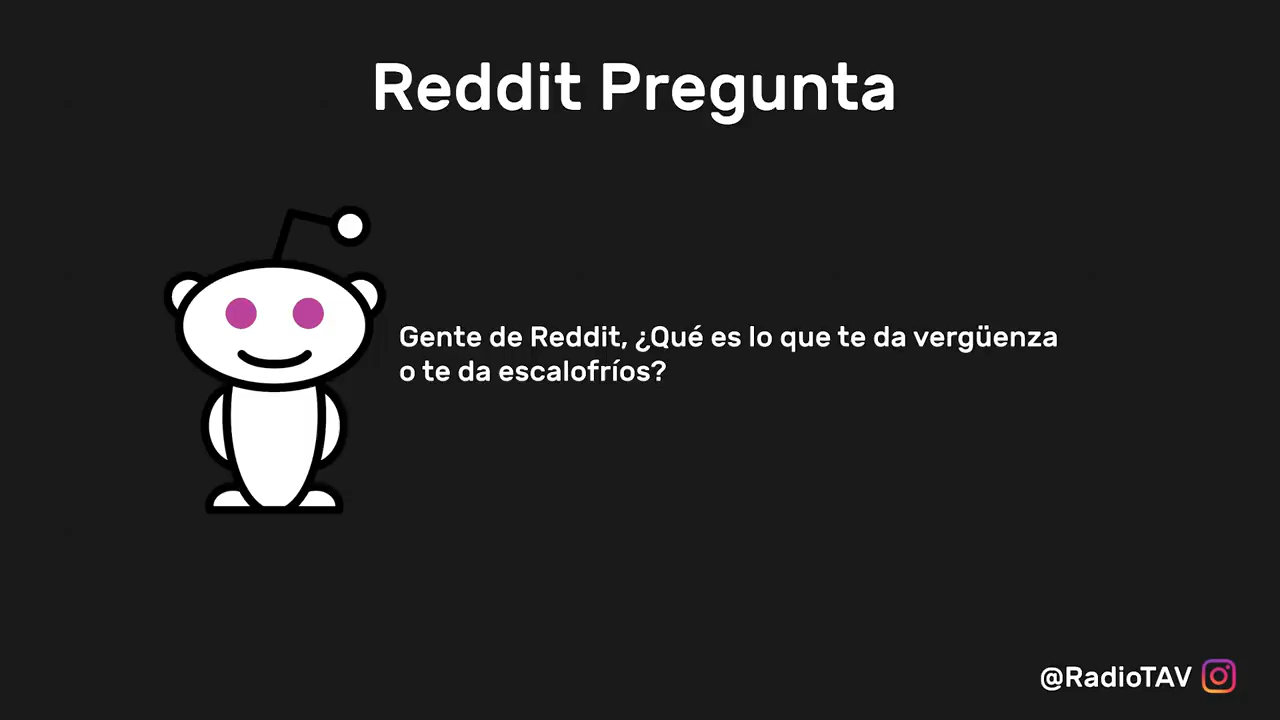 Reddit Pregunta
Gente de Reddit, ¿Qué es lo que te da vergüenza
o te da escalofríos?
@RadioTAV